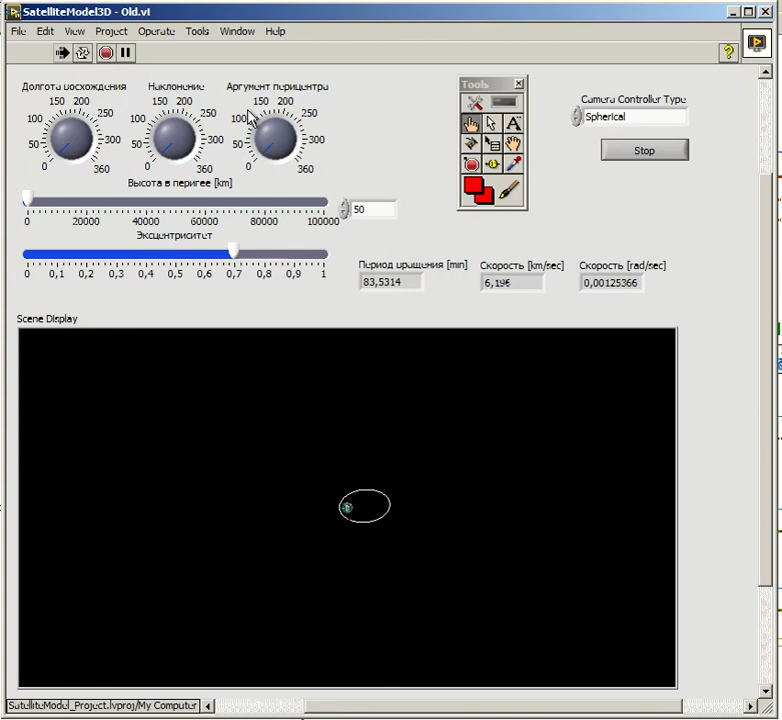 SatelliteModel3D - Old.vi
File Edit View Project Operate Tools Window Help
Долгота восхождения Наклонение Аргумент перицентра
150 200 150 200 150 200
100 250 100 250 100 250
50 300 50 300 50 300
0 360 0 360 0 360
Высота в перигее [km]
0 20000 40000 60000 80000 100000
50
Эксцентриситет
0 0,1 0,2 0,3 0,4 0,5 0,6 0,7 0,8 0,9 1
Tools
A
Camera Controller Type
Spherical
Stop
Период вращения [min] Скорость [km/sec] Скорость [rad/sec]
83,5314 6,196 0,00125366
Scene Display
SatelliteModel_Project.lvproj/My Computer